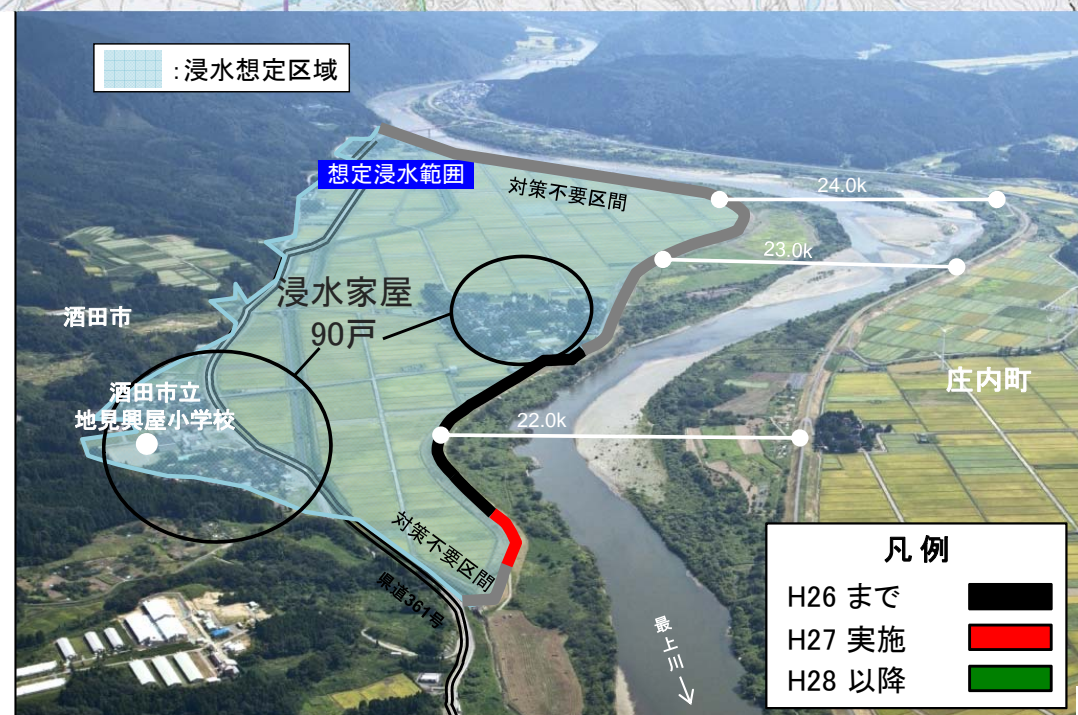 :浸水想定区域
想定浸水範囲
対策不要区間
24.0k
23.0k
浸水家屋
90戸
酒田市
酒田市立
地見興屋小学校
庄内町
22.0k
対策不要区間
県道361号
最上川
凡例
H26 まで
H27 実施
H28 以降